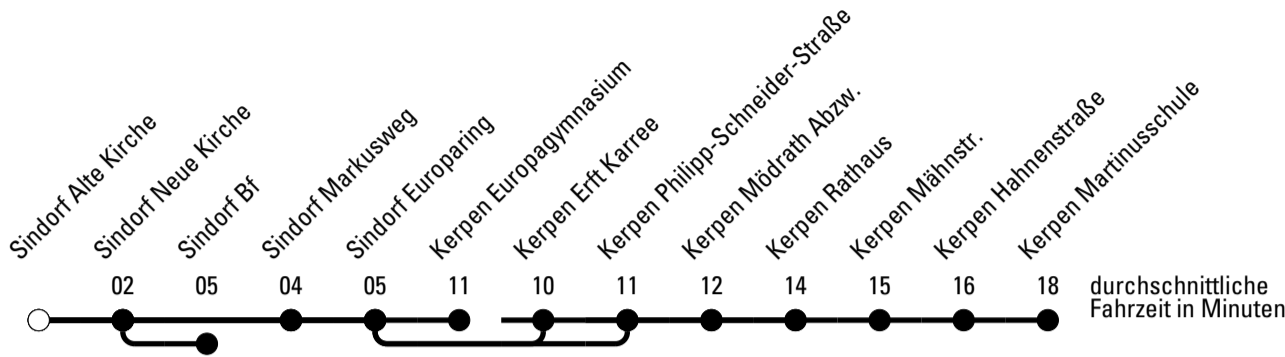 Sindorf Alte Kirche
Sindorf Neue Kirche
Sindorf Bf
Sindorf Markusweg
Sindorf Europaring
Kerpen Europagymnasium
Kerpen Erft Karree
Kerpen Philipp-Schneider-Straße
Kerpen Mödrath Abzw.
Kerpen Rathaus
Kerpen Mähnstr.
Kerpen Hahnenstraße
Kerpen Martinusschule
02 05 04 05 11 10 11 12 14 15 16 18
durchschnittliche
Fahrzeit in Minuten